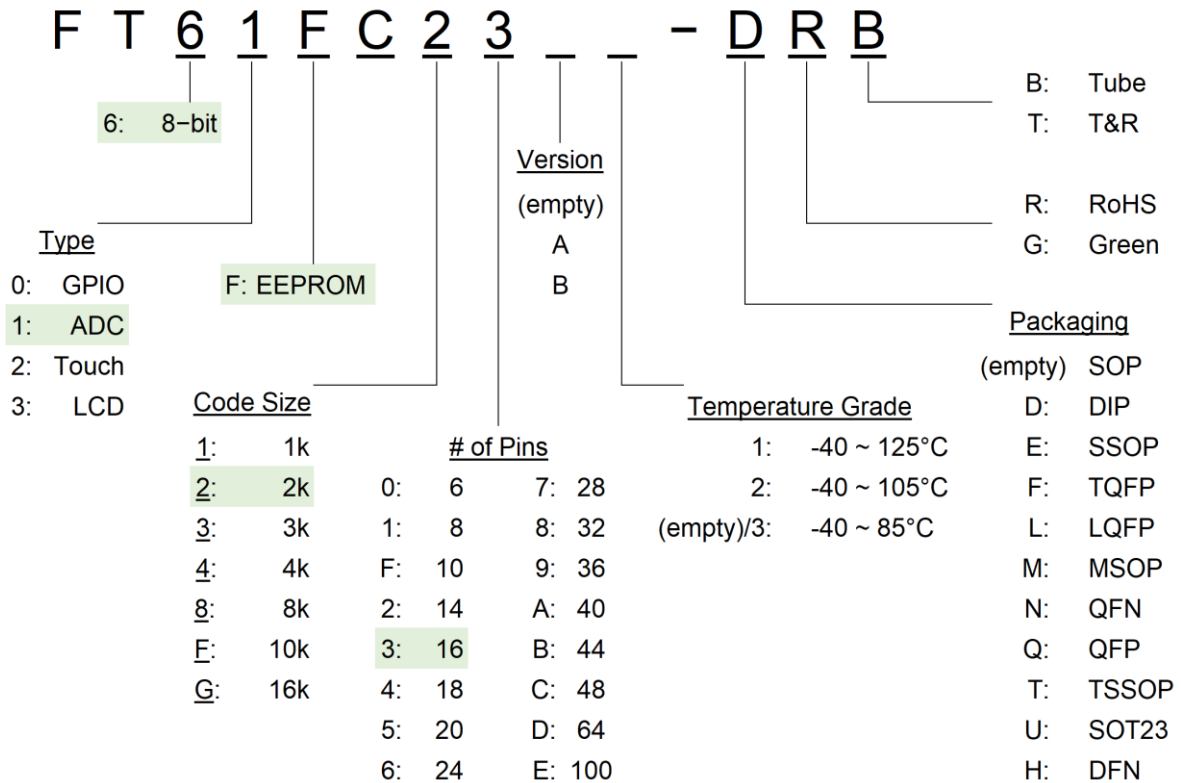 F T 6 1 F C 2 3 _ _ - D R B
6: 8−bit
B: Tube
T: T&R
Version
(empty)
A
B
R: RoHS
G: Green
Type
0: GPIO
1: ADC
2: Touch
3: LCD
F: EEPROM
Packaging
(empty) SOP
D: DIP
E: SSOP
F: TQFP
L: LQFP
M: MSOP
N: QFN
Q: QFP
T: TSSOP
U: SOT23
H: DFN
Code Size
1: 1k
2: 2k
3: 3k
4: 4k
8: 8k
F: 10k
G: 16k
# of Pins
0: 6 7: 28
1: 8 8: 32
F: 10 9: 36
2: 14 A: 40
3: 16 B: 44
4: 18 C: 48
5: 20 D: 64
6: 24 E: 100
Temperature Grade
1: -40 ~ 125°C
2: -40 ~ 105°C
(empty)/3: -40 ~ 85°C